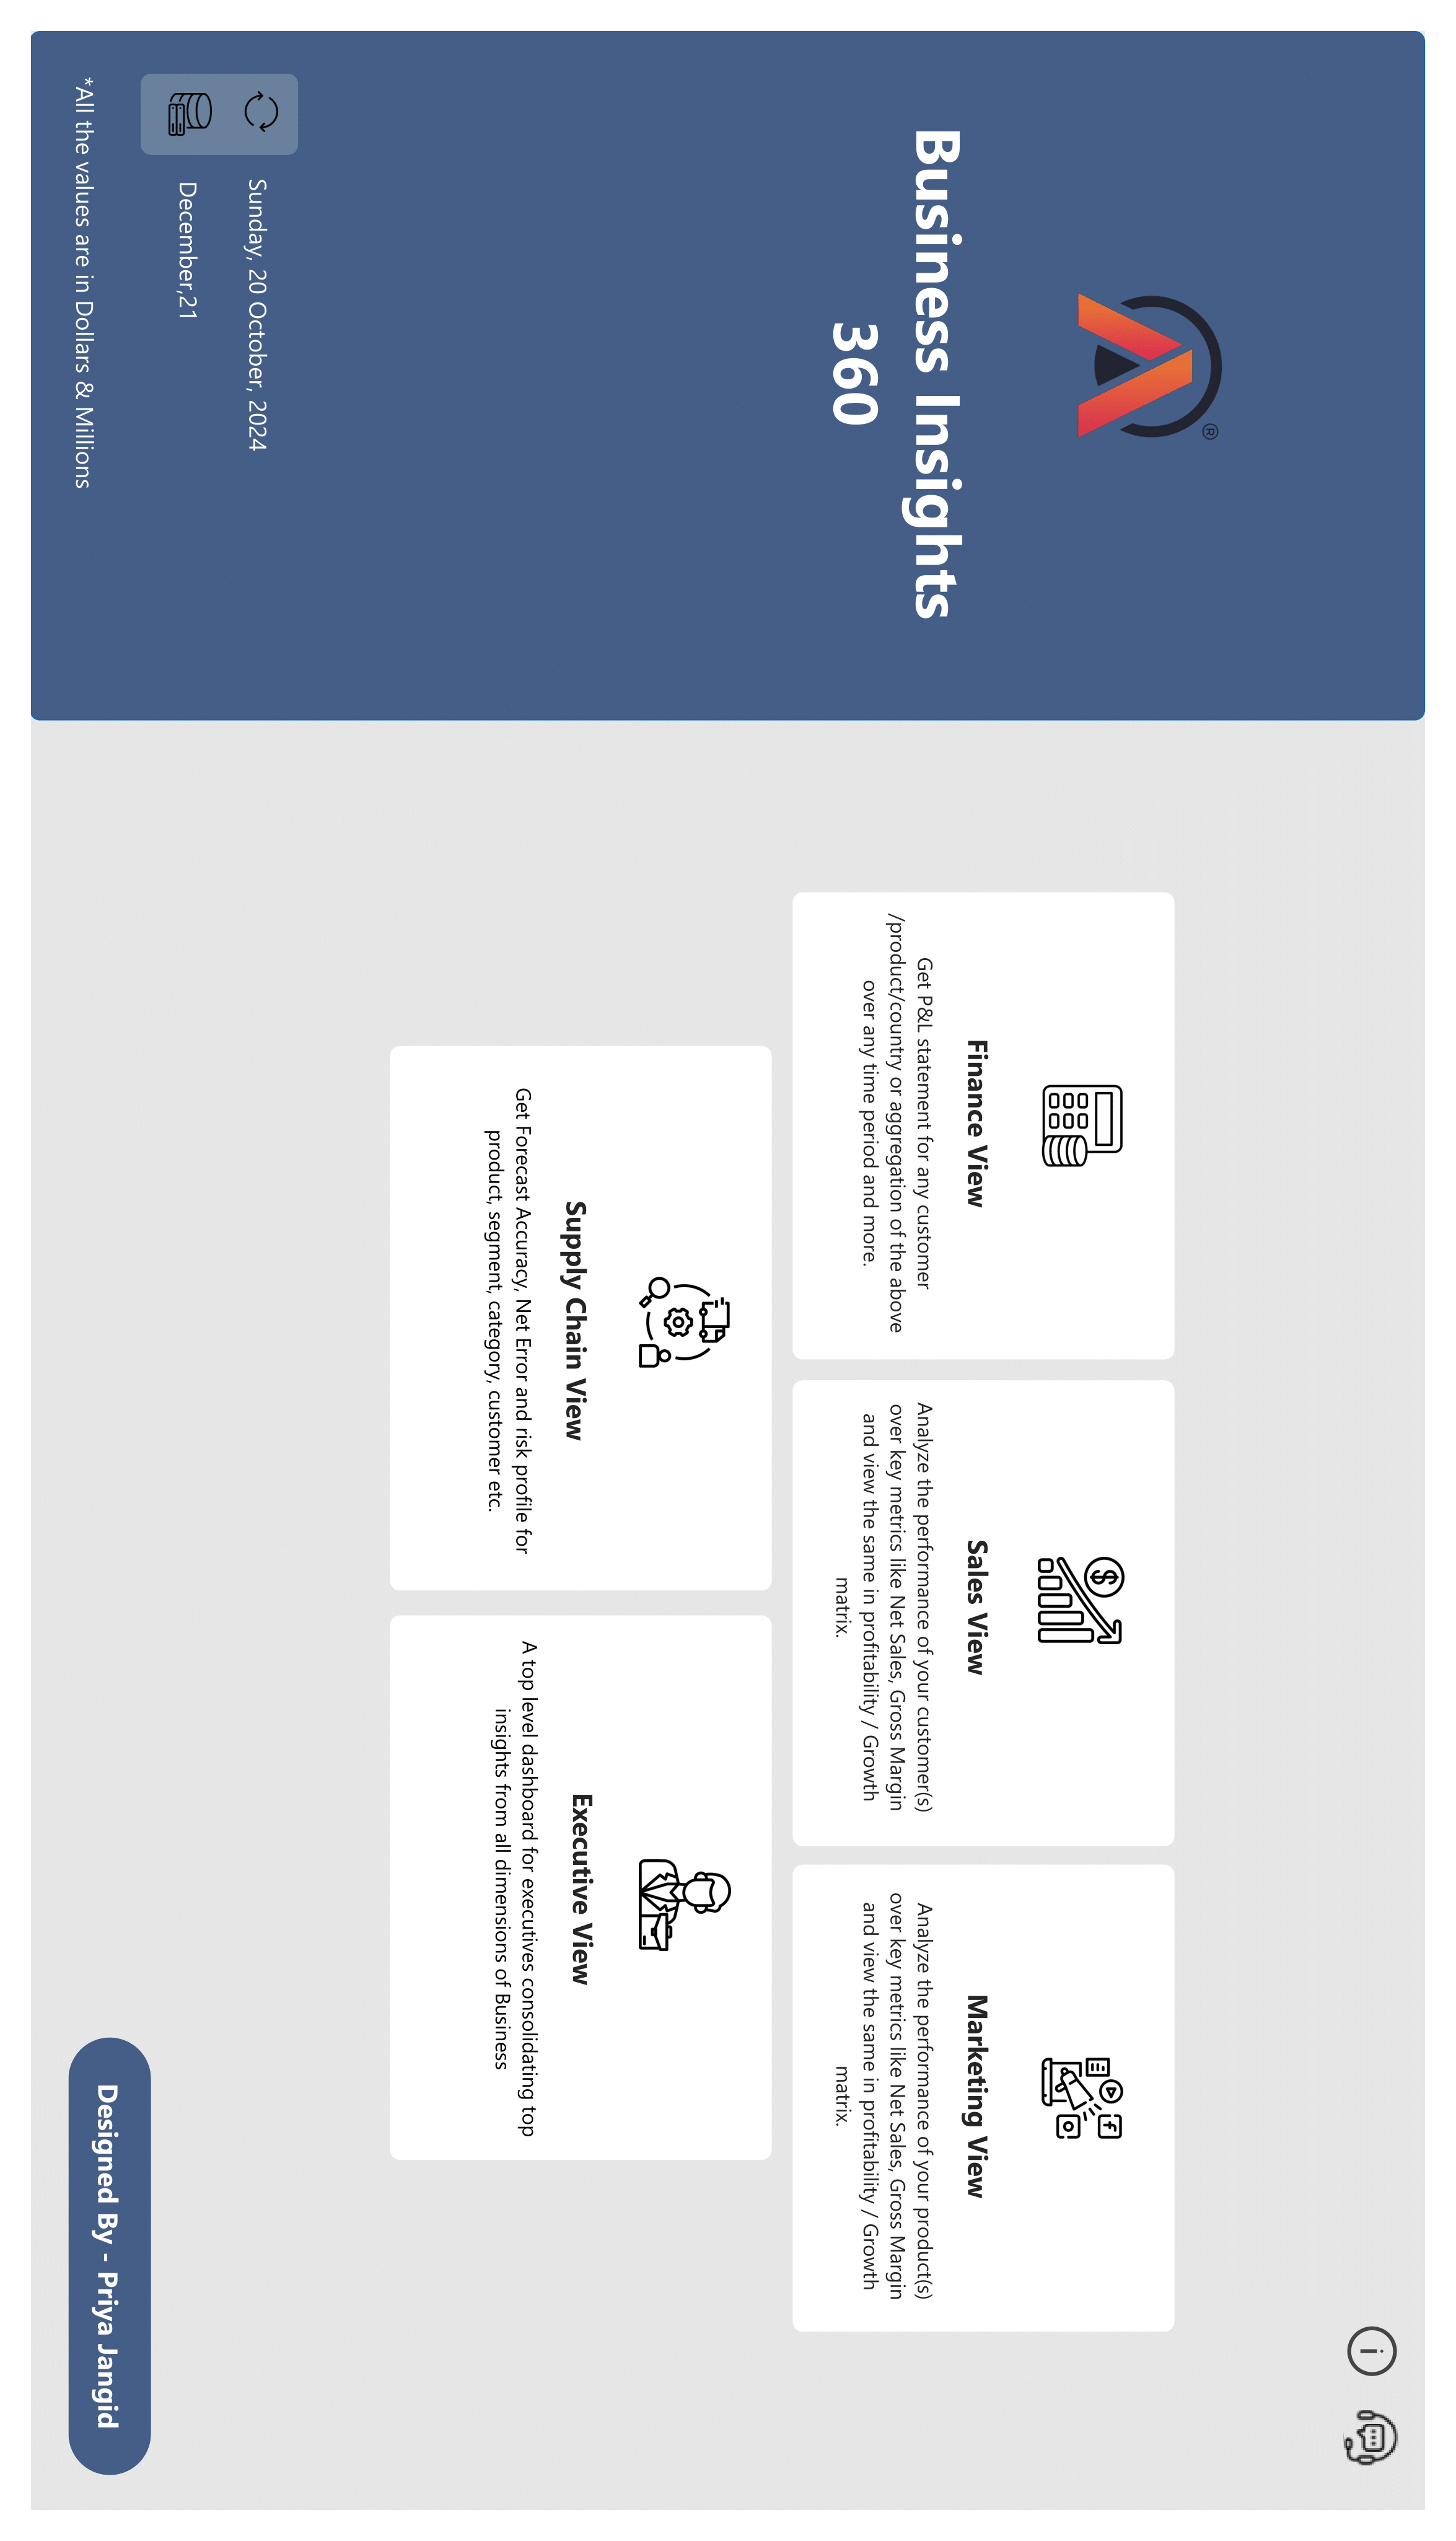 ®
Business Insights
360
Sunday, 20 October, 2024
December,21
*All the values are in Dollars & Millions
Finance View
Get P&L statement for any customer
/product/country or aggregation of the above
over any time period and more.
Sales View
Analyze the performance of your customer(s)
over key metrics like Net Sales, Gross Margin
and view the same in profitability / Growth
matrix.
Marketing View
Analyze the performance of your product(s)
over key metrics like Net Sales, Gross Margin
and view the same in profitability / Growth
matrix.
Supply Chain View
Get Forecast Accuracy, Net Error and risk profile for
product, segment, category, customer etc.
Executive View
A top level dashboard for executives consolidating top
insights from all dimensions of Business
Designed By - Priya Jangid